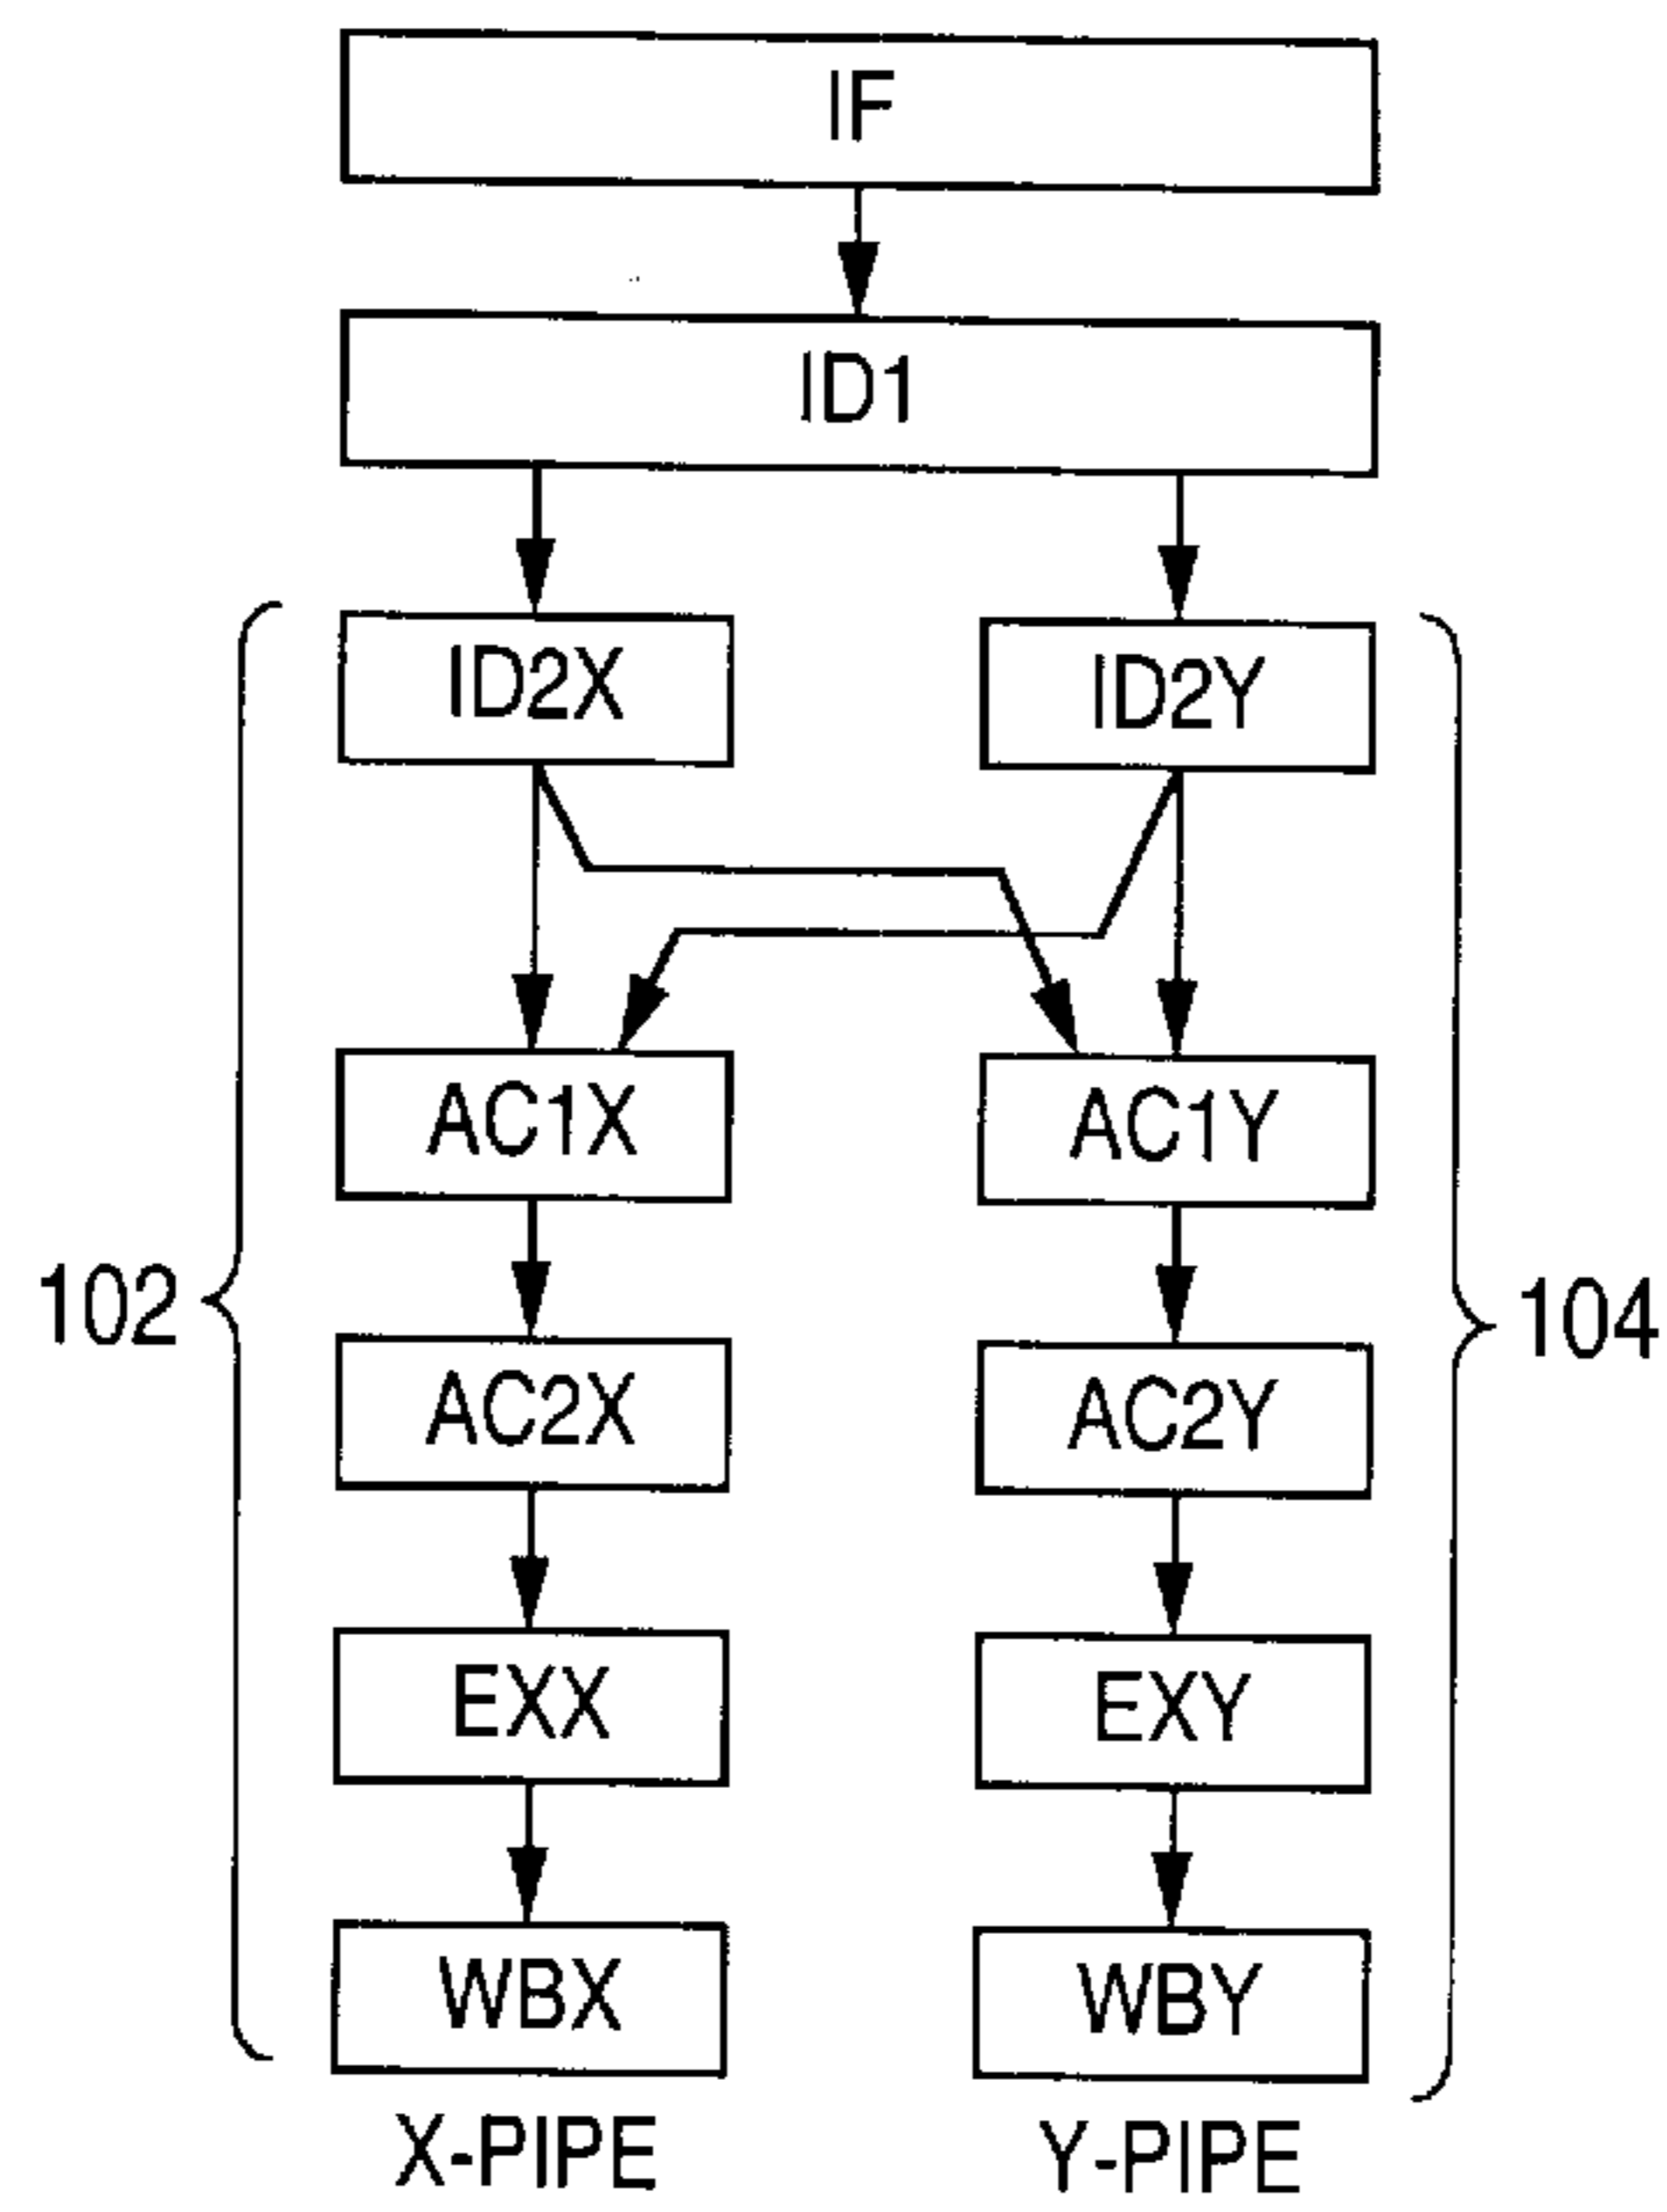 IF
ID1
ID2X
ID2Y
AC1X
AC1Y
102
104
AC2X
AC2Y
EXX
EXY
WBX
WBY
X-PIPE
Y-PIPE